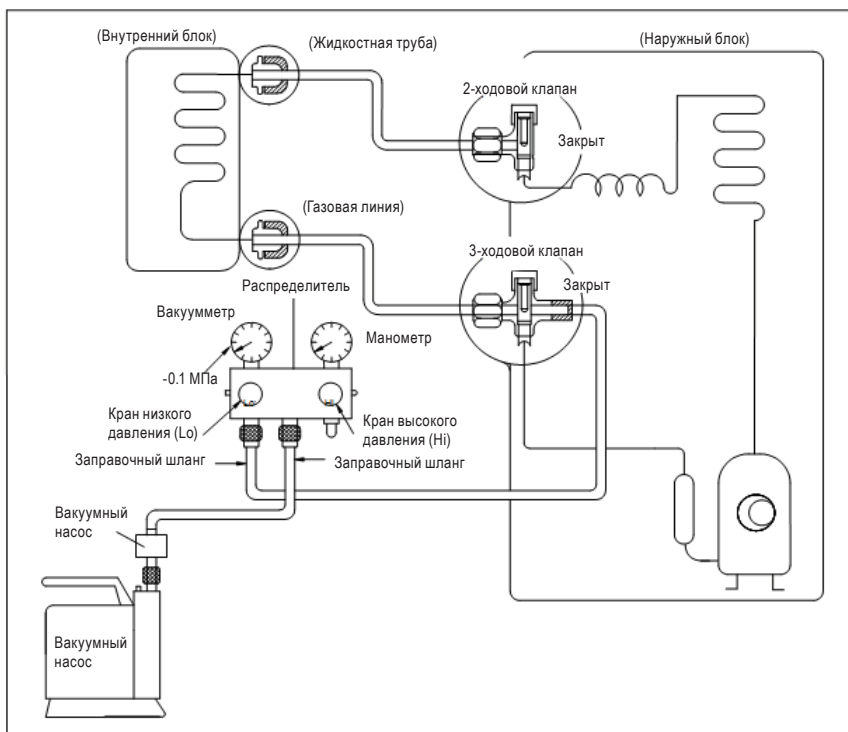 (Внутренний блок)
(Жидкостная труба)
(Наружный блок)
2-ходовой клапан
Закрыт
(Газовая линия)
3-ходовой клапан
Закрыт
Распределитель
Вакуумметр
Манометр
-0.1 МПа
Lo
Hi
Кран низкого
давления (Lo)
Кран высокого
давления (Hi)
Заправочный шланг
Заправочный шланг
Вакуумный
насос
Вакуумный
насос